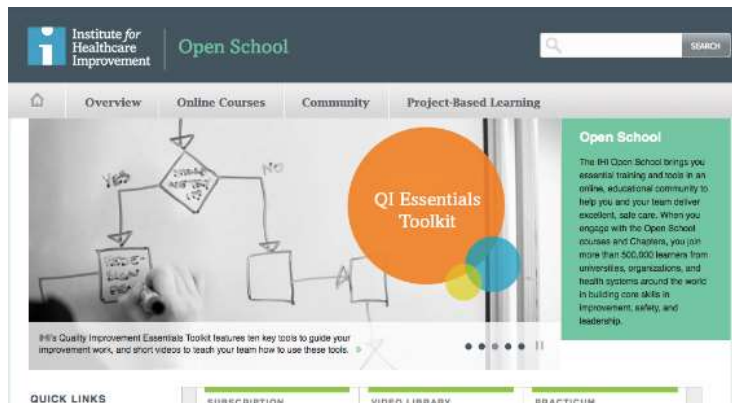 Institute for
Healthcare
Improvement
Open School
SEARCH
Overview Online Courses Community Project-Based Learning
YES
NO
QI Essentials
Toolkit
Open School
The IHI Open School brings you
essential training and tools in an
online, educational community to
help you and your team deliver
excellent, safe care. When you
engage with the Open School
courses and Chapters, you join
more than 500,000 learners from
universities, organizations, and
health systems around the world
in building core skills in
improvement, safety, and
leadership.
IHI's Quality Improvement Essentials Toolkit features ten key tools to guide your
improvement work, and short videos to teach your team how to use these tools.
QUICK LINKS
SUBSCRIPTION VIDEO LIBRARY PRACTICUM